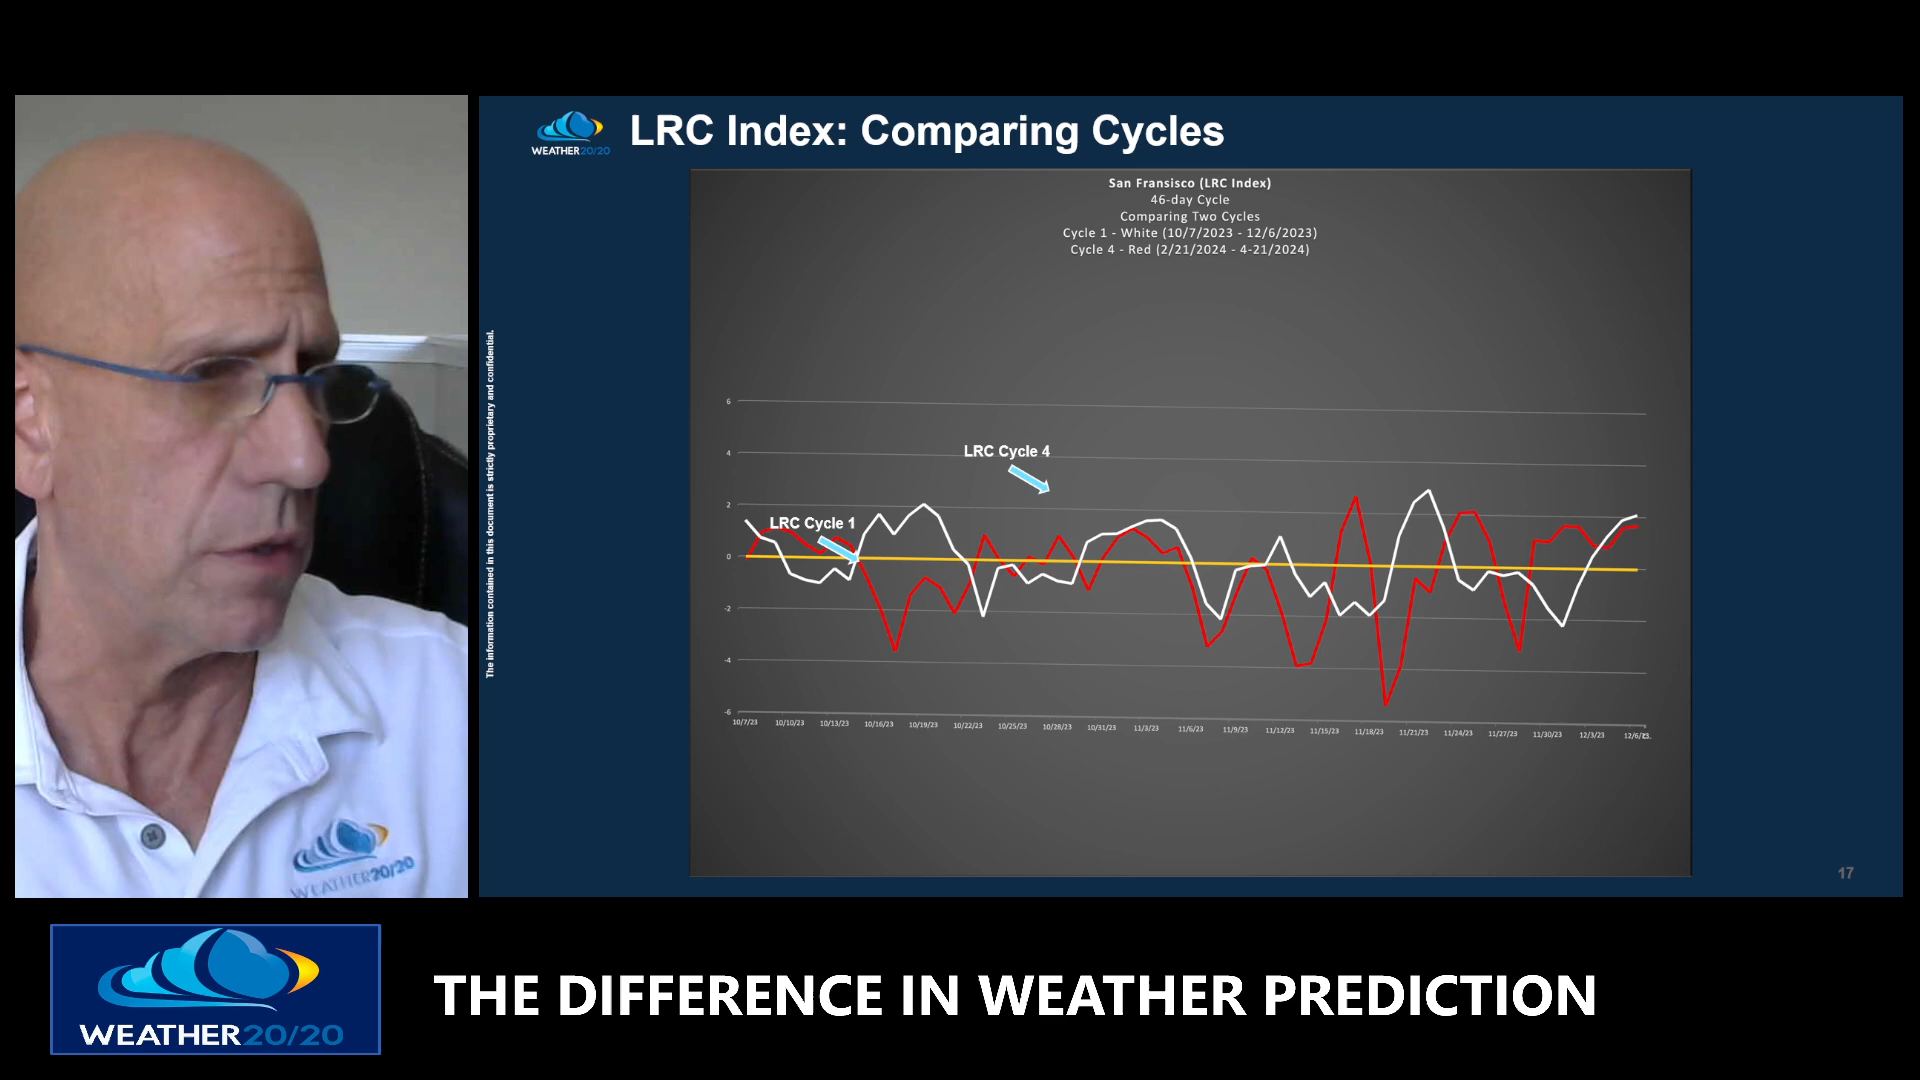 WEATHER20/20
LRC Index: Comparing Cycles
The information contained in this document is strictly proprietary and confidential.
San Fransisco (LRC Index)
46-day Cycle
Comparing Two Cycles
Cycle 1 - White (10/7/2023 - 12/6/2023)
Cycle 4 - Red (2/21/2024 - 4-21/2024)
6
4
2
0
-2
-4
-6
LRC Cycle 4
LRC Cycle 1
10/7/23 10/10/23 10/13/23 10/16/23 10/19/23 10/22/23 10/25/23 10/28/23 10/31/23 11/3/23 11/6/23 11/9/23 11/12/23 11/15/23 11/18/23 11/21/23 11/24/23 11/27/23 11/30/23 12/3/23
17
WEATHER20/20
WEATHER20/20
THE DIFFERENCE IN WEATHER PREDICTION